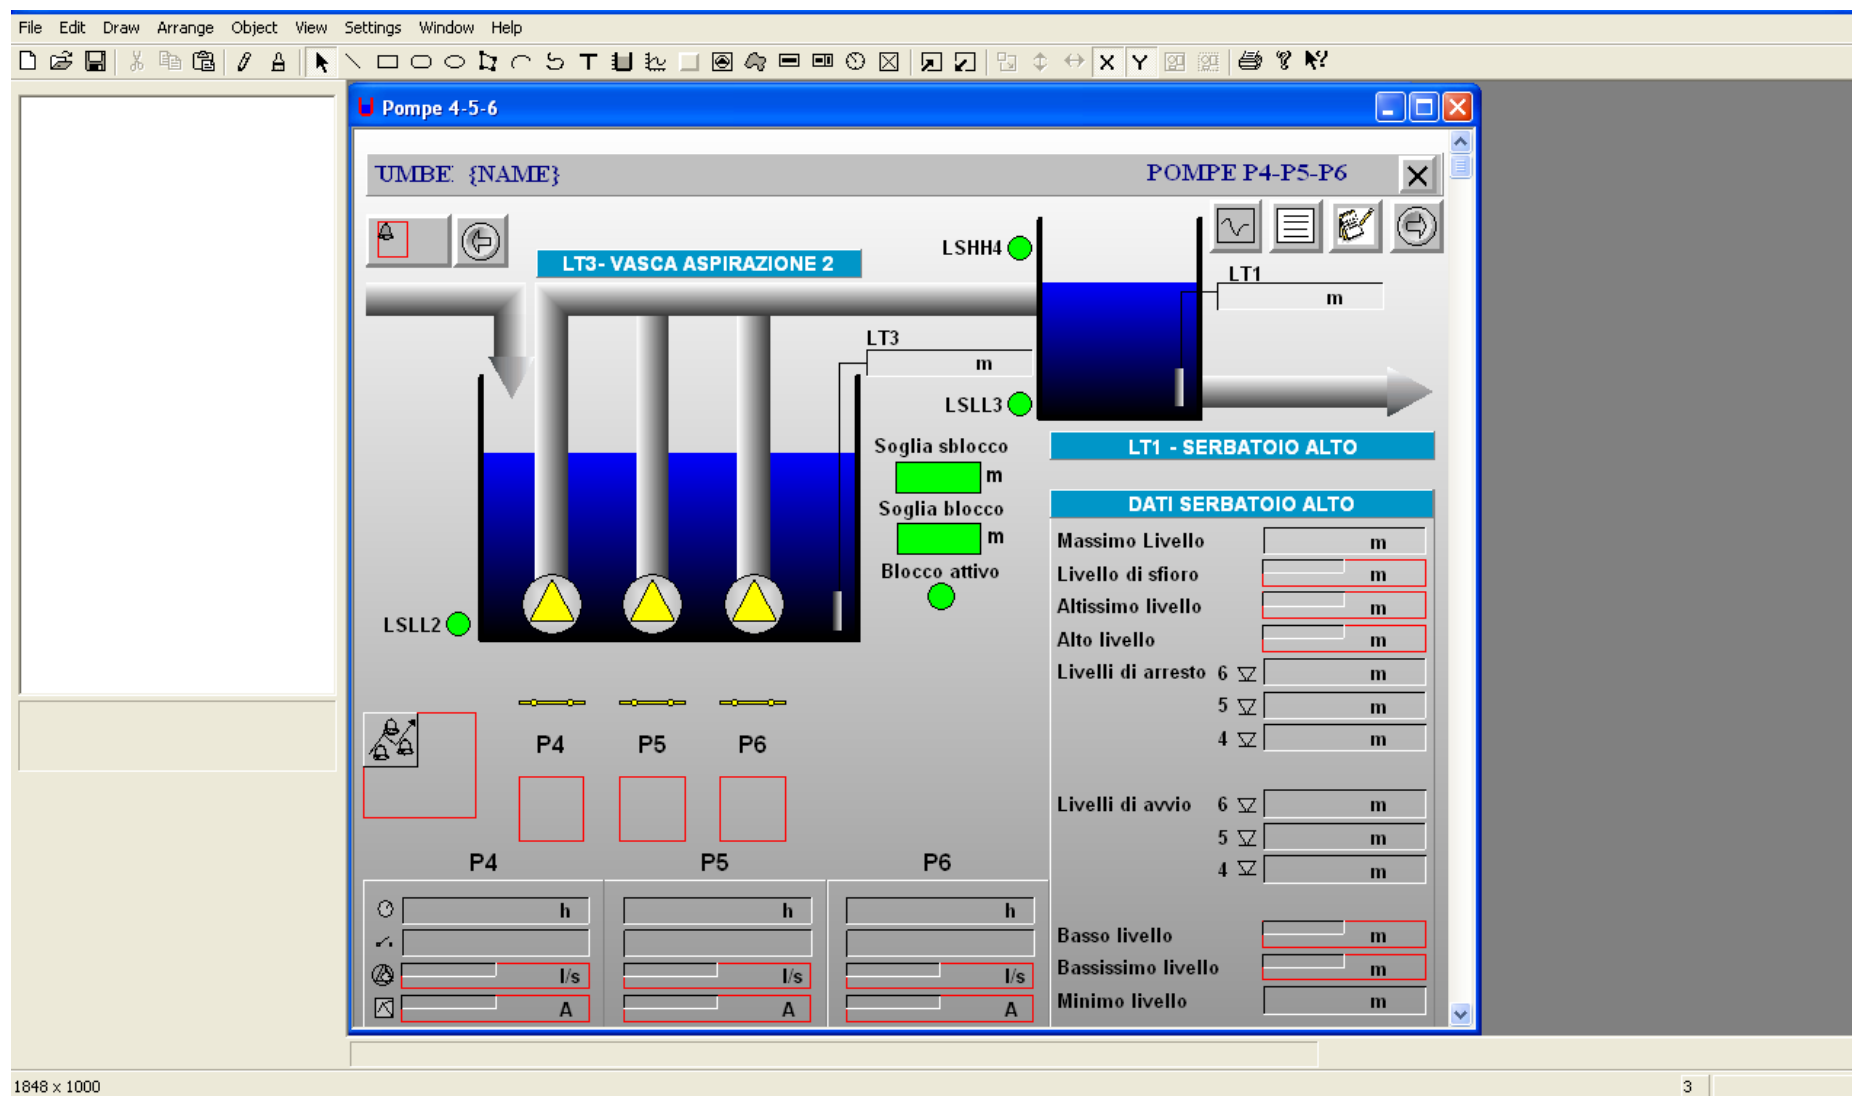 File Edit Draw Arrange Object View Settings Window Help
Pompe 4-5-6
UMBE {NAME}
POMPE P4-P5-P6
LT3- VASCA ASPIRAZIONE 2
LSHH4
LT1
m
LT3
m
LSLL3
Soglia sblocco
m
Soglia blocco
m
Blocco attivo
LSLL2
LT1 - SERBATOIO ALTO
DATI SERBATOIO ALTO
Massimo Livello m
Livello di sfioro m
Altissimo livello m
Alto livello m
Livelli di arresto 6 m
5 m
4 m
Livelli di avvio 6 m
5 m
4 m
Basso livello m
Bassissimo livello m
Minimo livello m
P4 P5 P6
P4 P5 P6
h h h
l/s l/s l/s
A A A
1848 x 1000
3